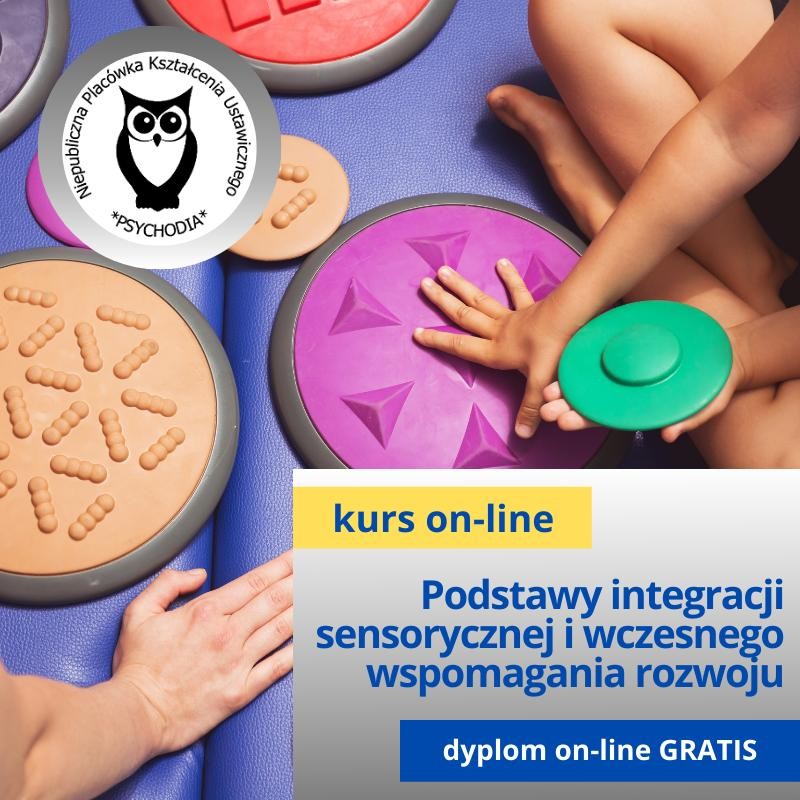 Niepubliczna Placówka Kształcenia Ustawicznego
*PSYCHODIA*
kurs on-line
Podstawy integracji
sensorycznej i wczesnego
wspomagania rozwoju
dyplom on-line GRATIS